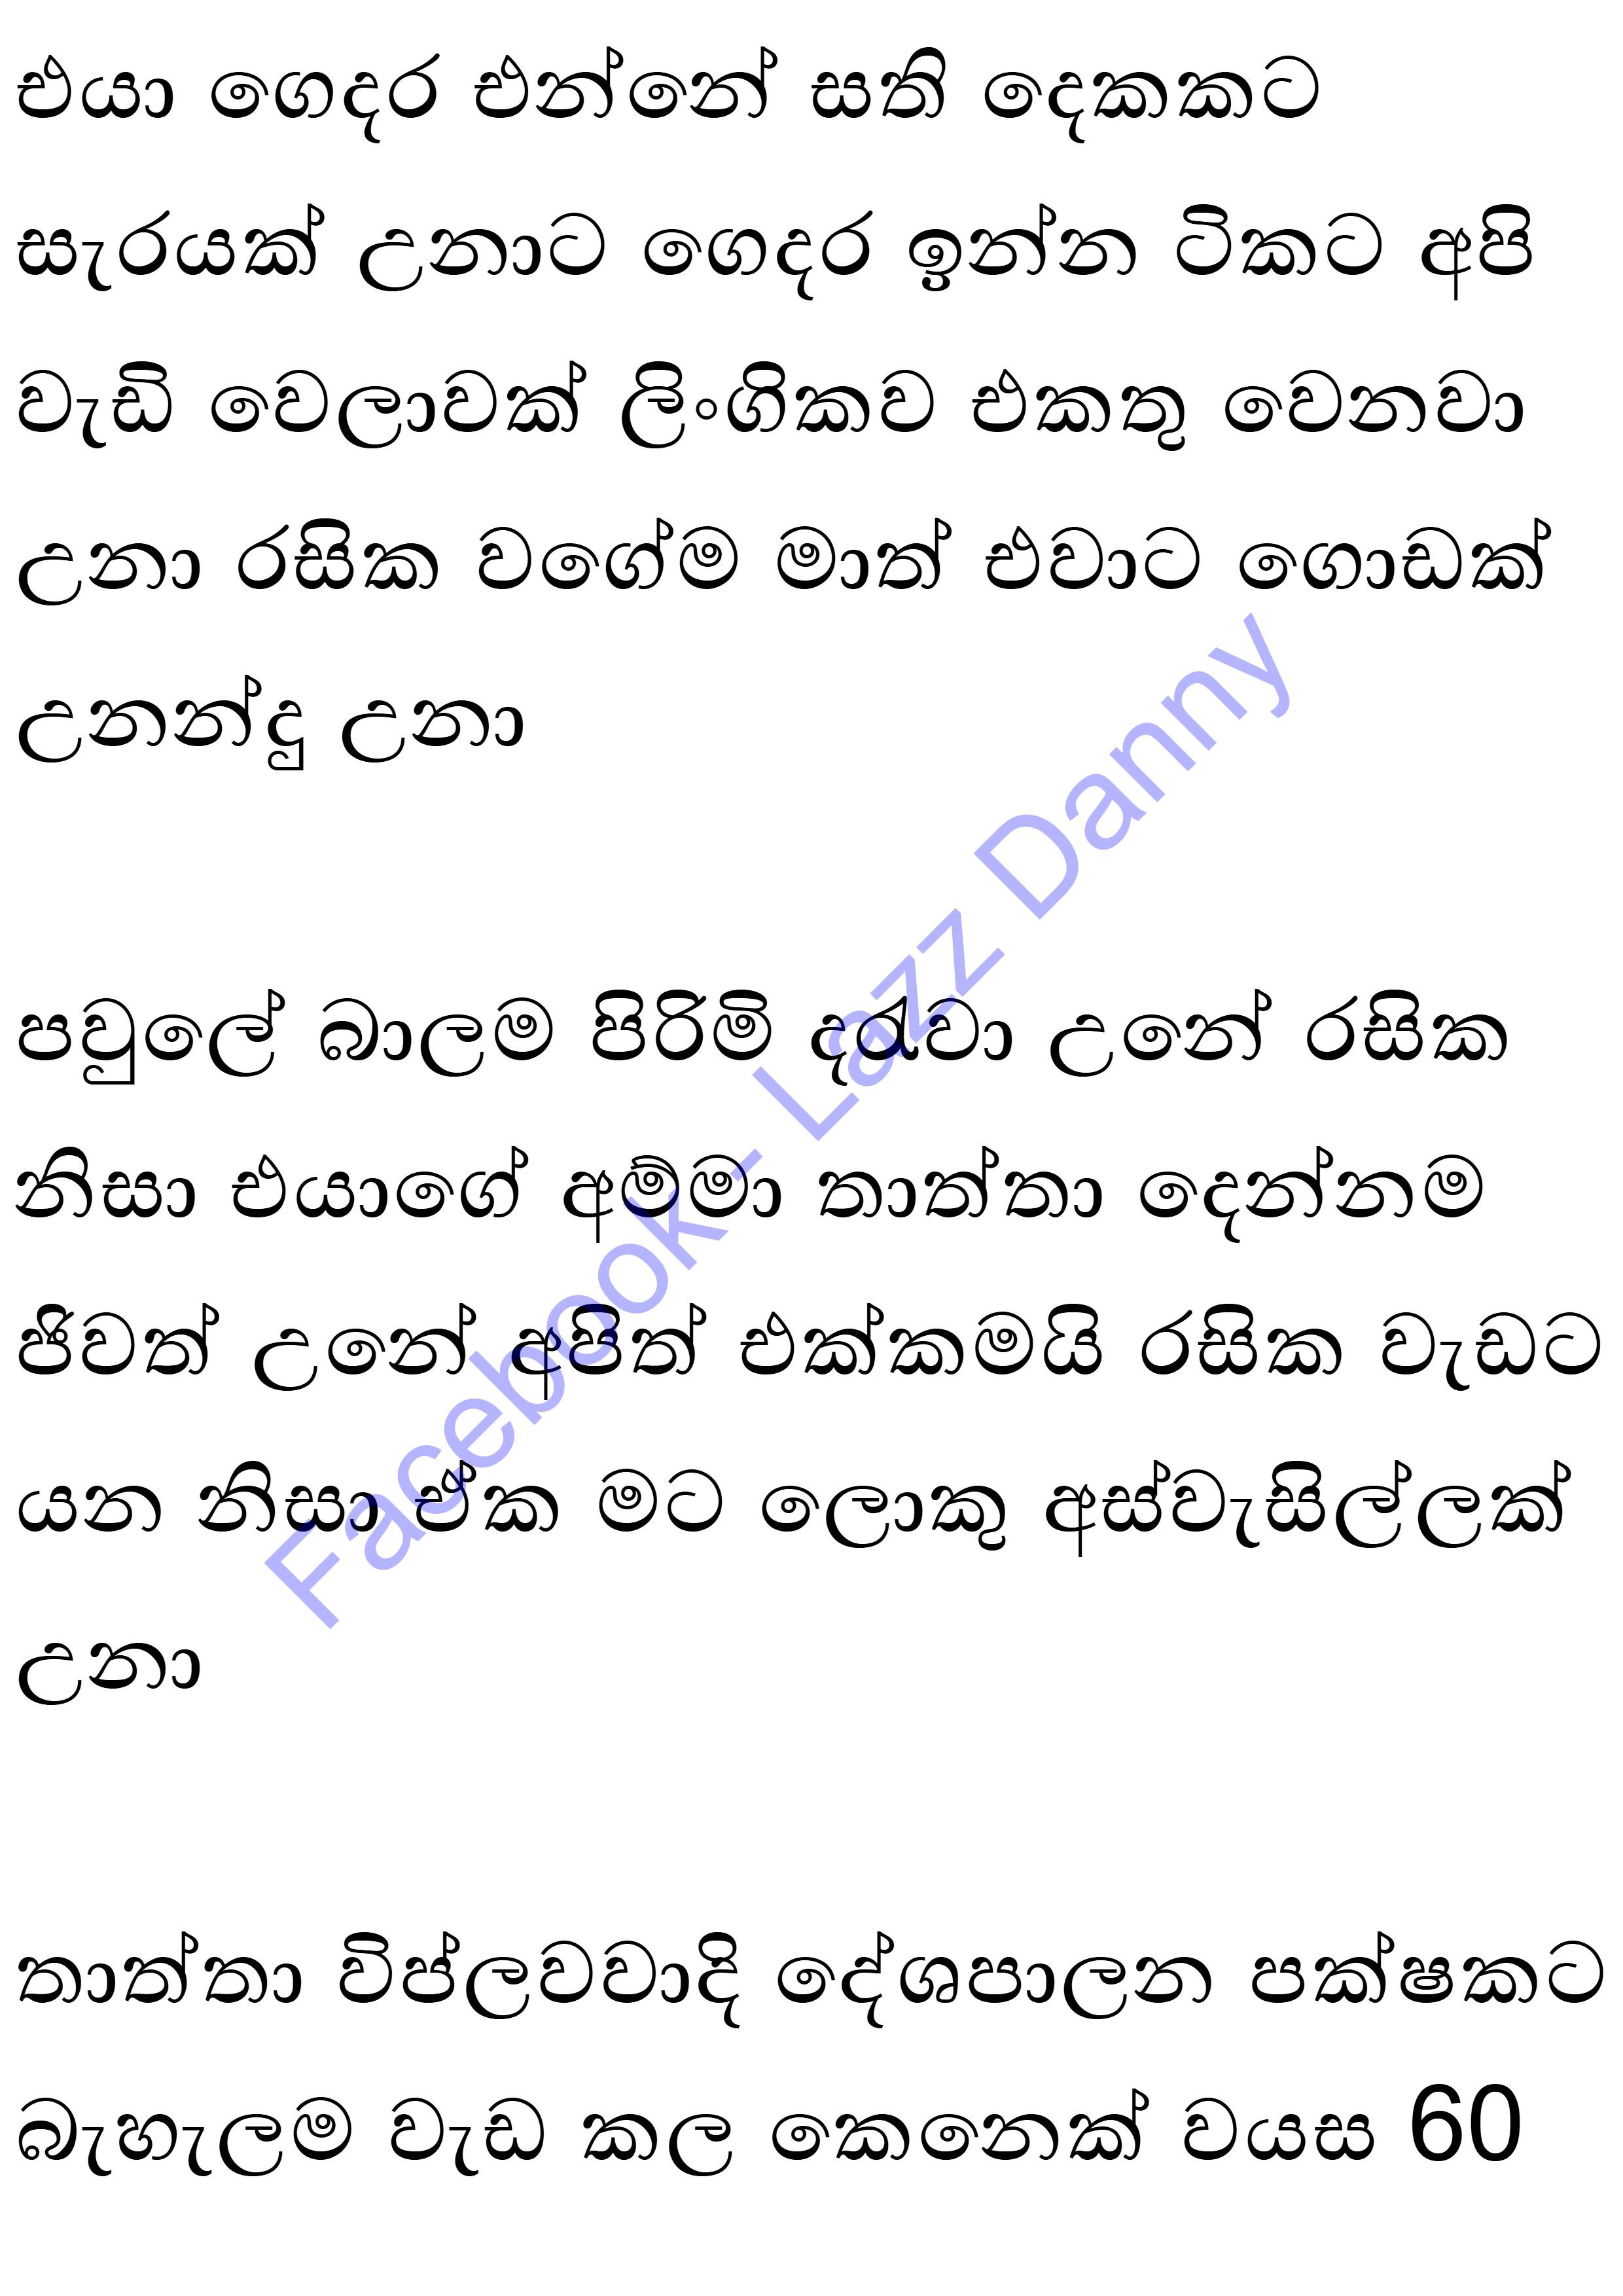 එයා ගෙදර එන්නේ සති දෙකකට
සැරයක් උනාට ගෙදර ඉන්න ටිකට අපි
වැඩි වෙලාවක් ලිංගිකව එකතු වෙනවා
උනා රසික වගේම මාත් එවාට ගොඩක්
උනන්දු උනා
පවුලේ බාලම පිරිමි දරුවා උනේ රසික
නිසා එයාගේ අම්මා තාත්තා දෙන්නම
ජීවත් උනේ අපිත් එක්කමයි රසික වැඩට
යන නිසා ඒක මට ලොකු අස්වැසිල්ලක්
උනා
තාත්තා විප්ලවවාදි දේශපාලන පක්ෂකට
බැහැලම වැඩ කල කෙනෙක් වයස 60
Facebook - Lazz Danny